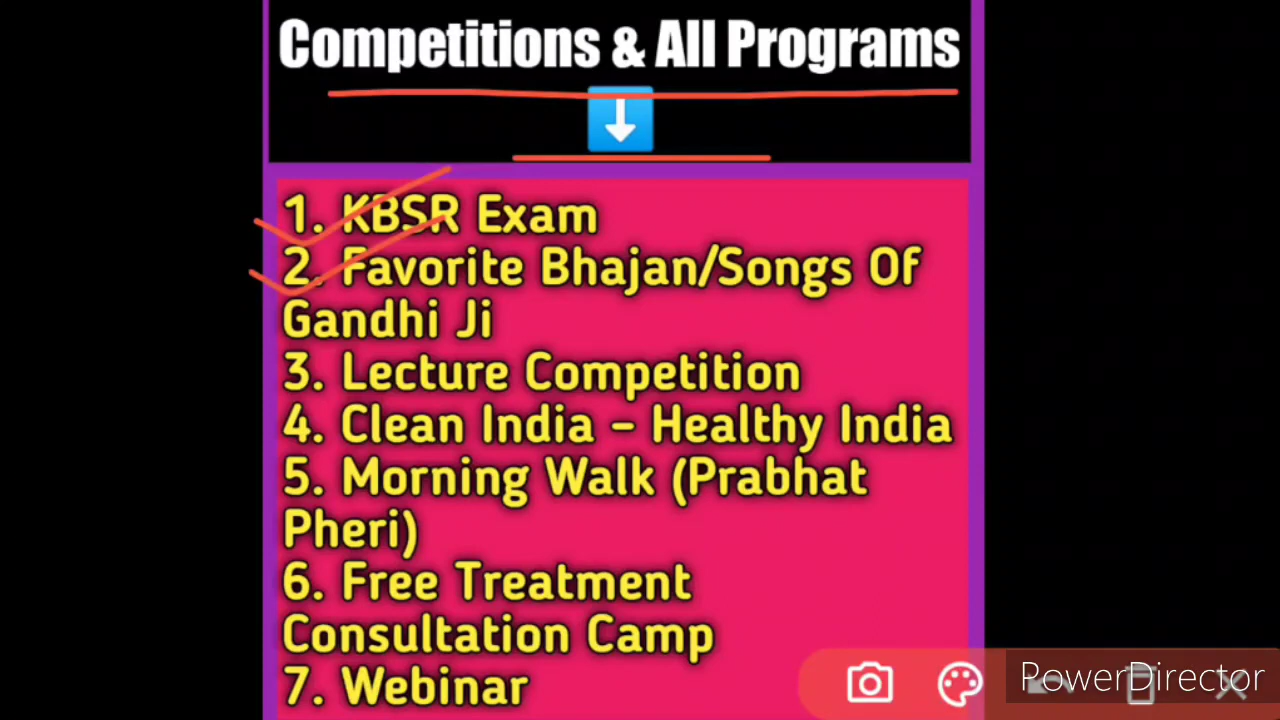 Competitions & All Programs
1. KBSR Exam
2. Favorite Bhajan/Songs Of
Gandhi Ji
3. Lecture Competition
4. Clean India - Healthy India
5. Morning Walk (Prabhat
Pheri)
6. Free Treatment
Consultation Camp
7. Webinar
PowerDirector